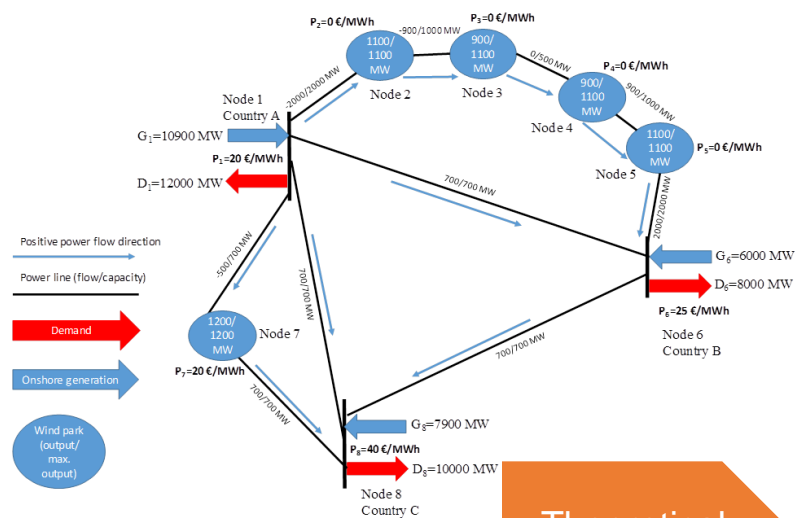 P2=0 €/MWh
-900/1000 MW
P3=0 €/MWh
1100/
1100
MW
900/
1100
MW
0/500 MW
P4=0 €/MWh
-2000/2000 MW
Node 2
Node 3
900/
1100
MW
900/1000 MW
Node 1
Country A
Node 4
1100/
1100
MW
P5=0 €/MWh
G1=10900 MW
P1=20 €/MWh
Node 5
D1=12000 MW
700/700 MW
2000/2000 MW
Positive power flow direction
Power line (flow/capacity)
-500/700 MW
700/700 MW
G6=6000 MW
D6=8000 MW
P6=25 €/MWh
Node 6
Country B
Demand
1200/
1200
MW
Node 7
700/700 MW
Onshore generation
P7=20 €/MWh
700/700 MW
Wind park
(output/
max.
output)
G8=7900 MW
P8=40 €/MWh
D8=10000 MW
Node 8
Country C